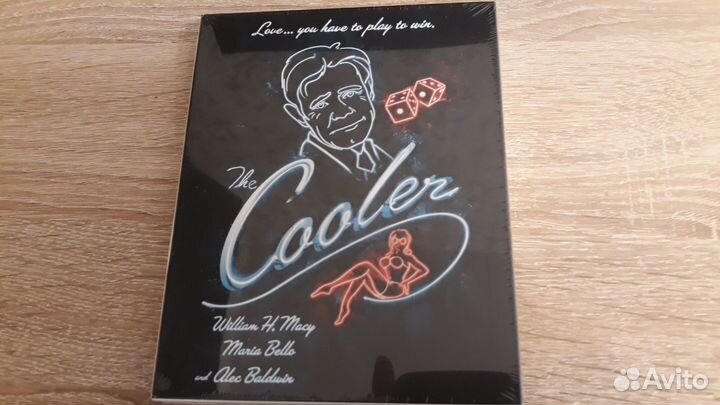 Love... you have to play to win.
The
Cooler
William H. Macy
Maria Bello
and Alec Baldwin
Avito